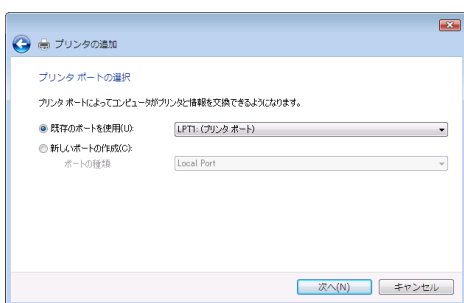 プリンタの追加
プリンタ ポートの選択
プリンタ ポートによってコンピュータがプリンタと情報を交換できるようになります。
既存のポートを使用(U): LPT1: (プリンタ ポート)
新しいポートの作成(C):
ポートの種類 Local Port
次へ(N) キャンセル